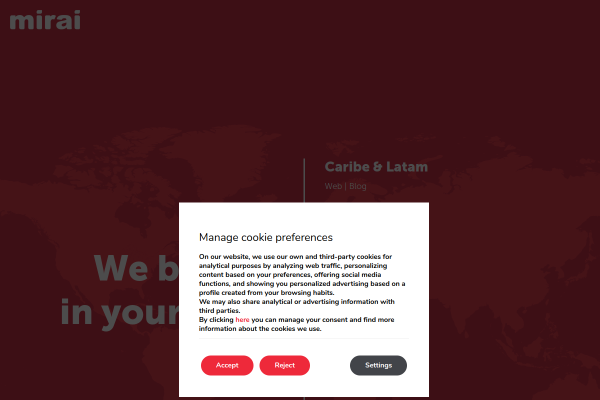 mirai
Caribe & Latam
Web | Blog
We b
in your
Manage cookie preferences
On our website, we use our own and third-party cookies for
analytical purposes by analyzing web traffic, personalizing
content based on your preferences, offering social media
functions, and showing you personalized advertising based on a
profile created from your browsing habits.
We may also share analytical or advertising information with
third parties.
By clicking here you can manage your consent and find more
information about the cookies we use.
Accept
Reject
Settings